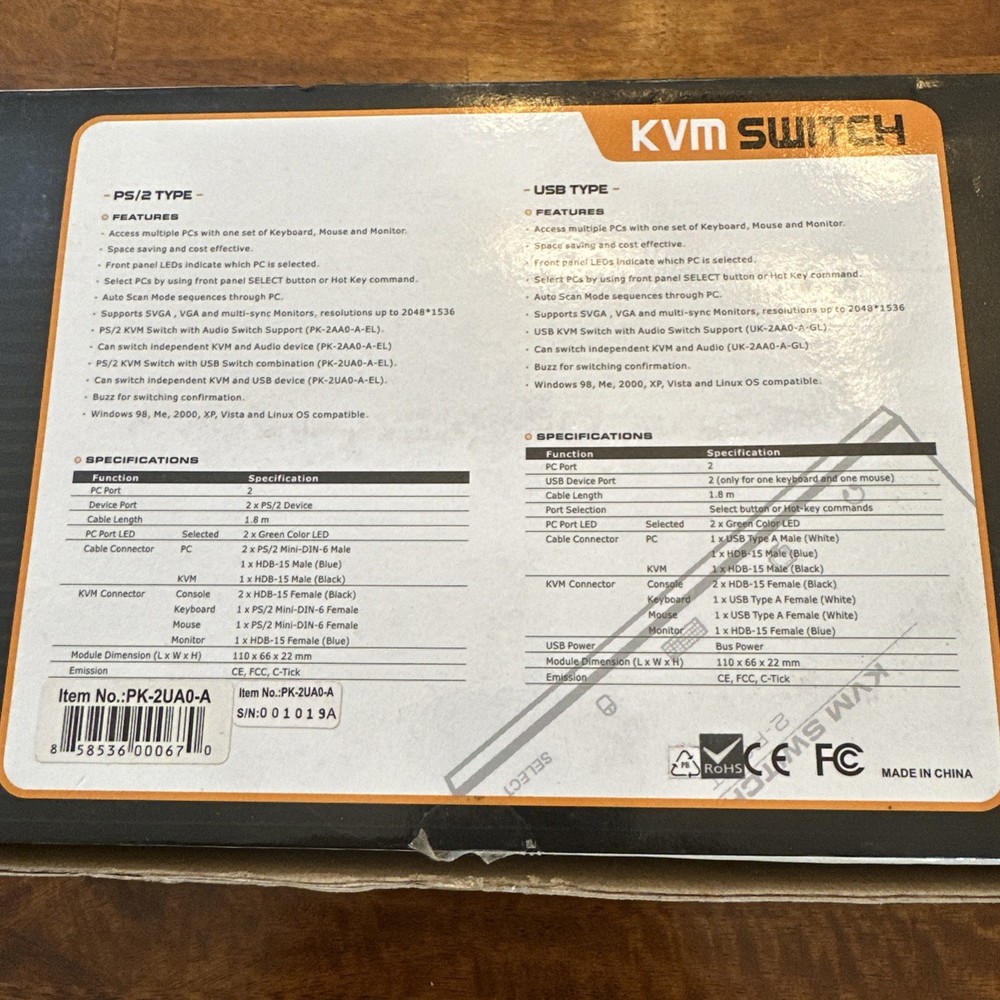 KVM SWITCH
- PS/2 TYPE -
FEATURES
- Access multiple PCs with one set of Keyboard, Mouse and Monitor.
- Space saving and cost effective.
- Front panel LEDs indicate which PC is selected.
- Select PCs by using front panel SELECT button or Hot Key command.
- Auto Scan Mode sequences through PC.
- Supports SVGA , VGA and multi-sync Monitors, resolutions up to 2048*1536
- PS/2 KVM Switch with Audio Switch Support (PK-2AA0-A-EL).
- Can switch independent KVM and Audio device (PK-2AA0-A-EL)
- PS/2 KVM Switch with USB Switch combination (PK-2UA0-A-EL).
- Can switch independent KVM and USB device (PK-2UA0-A-EL).
- Buzz for switching confirmation.
- Windows 98, Me, 2000, XP, Vista and Linux OS compatible.
SPECIFICATIONS
Function Specification
PC Port 2
Device Port 2 x PS/2 Device
Cable Length 1.8 m
PC Port LED Selected 2 x Green Color LED
Cable Connector PC 2 x PS/2 Mini-DIN-6 Male
1 x HDB-15 Male (Blue)
KVM 1 x HDB-15 Male (Black)
KVM Connector Console 2 x HDB-15 Female (Black)
Keyboard 1 x PS/2 Mini-DIN-6 Female
Mouse 1 x PS/2 Mini-DIN-6 Female
Monitor 1 x HDB-15 Female (Blue)
Module Dimension (L x W x H) 110 x 66 x 22 mm
Emission CE, FCC, C-Tick
Item No.:PK-2UA0-A
8 58536 00067 0
Item No.:PK-2UA0-A
S/N:001019A
- USB TYPE -
FEATURES
- Access multiple PCs with one set of Keyboard, Mouse and Monitor.
- Space saving and cost effective.
- Front panel LEDs indicate which PC is selected.
- Select PCs by using front panel SELECT button or Hot Key command.
- Auto Scan Mode sequences through PC.
- Supports SVGA , VGA and multi-sync Monitors, resolutions up to 2048*1536
- USB KVM Switch with Audio Switch Support (UK-2AA0-A-GL).
- Can switch independent KVM and Audio (UK-2AA0-A-GL)
- Buzz for switching confirmation.
- Windows 98, Me, 2000, XP, Vista and Linux OS compatible.
SPECIFICATIONS
Function Specification
PC Port 2
USB Device Port 2 (only for one keyboard and one mouse)
Cable Length 1.8 m
Port Selection Select button or Hot-key commands
PC Port LED Selected 2 x Green Color LED
Cable Connector PC 1 x USB Type A Male (White)
1 x HDB-15 Male (Blue)
KVM 1 x HDB-15 Male (Black)
KVM Connector Console 2 x HDB-15 Female (Black)
Keyboard 1 x USB Type A Female (White)
Mouse 1 x USB Type A Female (White)
Monitor 1 x HDB-15 Female (Blue)
USB Power Bus Power
Module Dimension (L x W x H) 110 x 66 x 22 mm
Emission CE, FCC, C-Tick
SELECT
KVM SWITCH
PB
RoHS CE FCC MADE IN CHINA